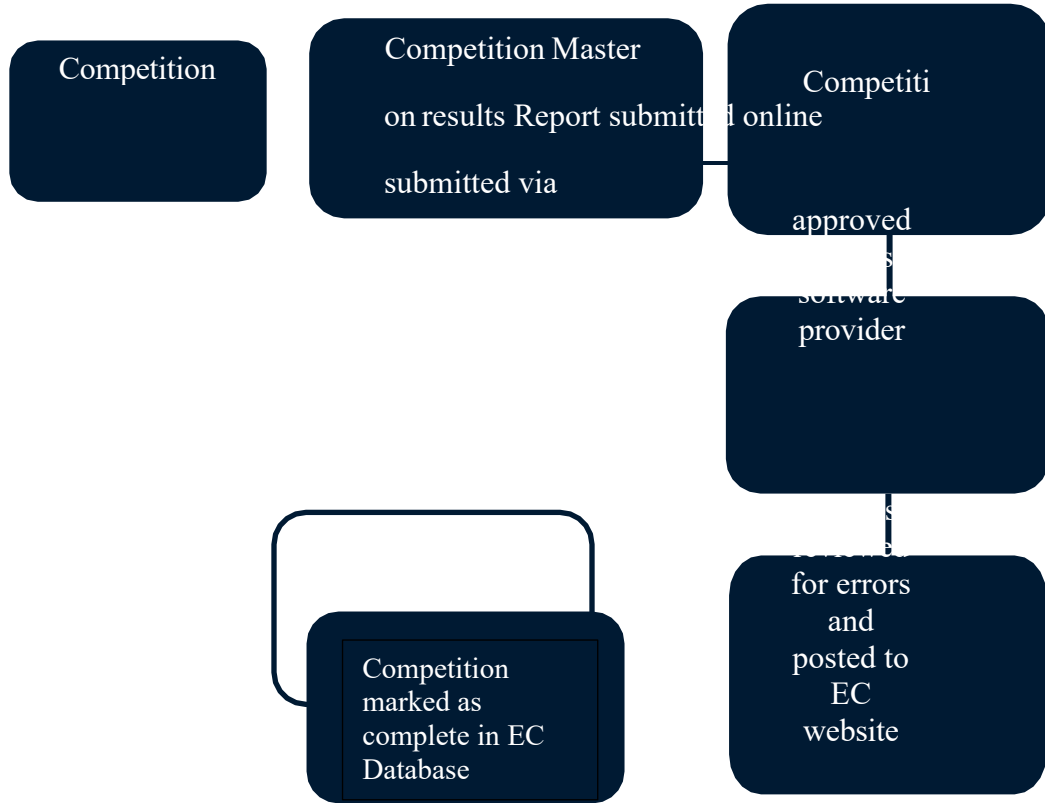 Competition
Competition Master
on results Report submitted online
submitted via
Competiti
approved
software
provider
reviewed
for errors
and
posted to
EC
website
Competition
marked as
complete in EC
Database